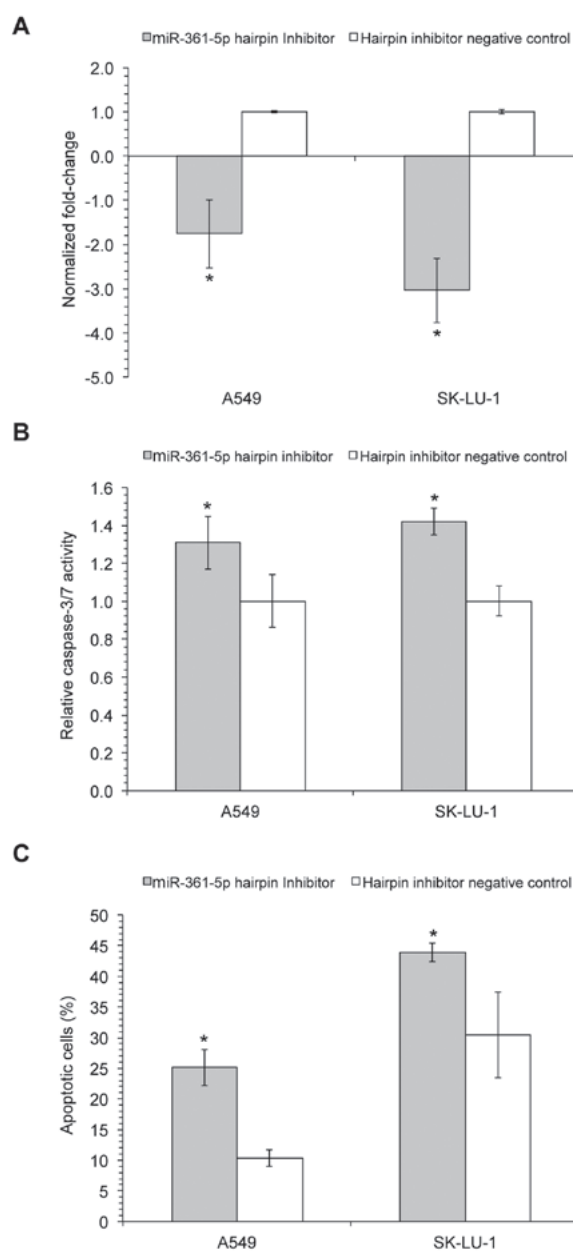 A
miR-361-5p hairpin Inhibitor Hairpin inhibitor negative control
2.0
1.0
0.0
-1.0
-2.0
-3.0
-4.0
-5.0
Normalized fold-change
*
*
A549 SK-LU-1
B
miR-361-5p hairpin inhibitor Hairpin inhibitor negative control
1.6
1.4
1.2
1.0
0.8
0.6
0.4
0.2
0.0
Relative caspase-3/7 activity
*
*
A549 SK-LU-1
C
miR-361-5p hairpin Inhibitor Hairpin inhibitor negative control
50
45
40
35
30
25
20
15
10
5
0
Apoptotic cells (%)
*
*
A549 SK-LU-1